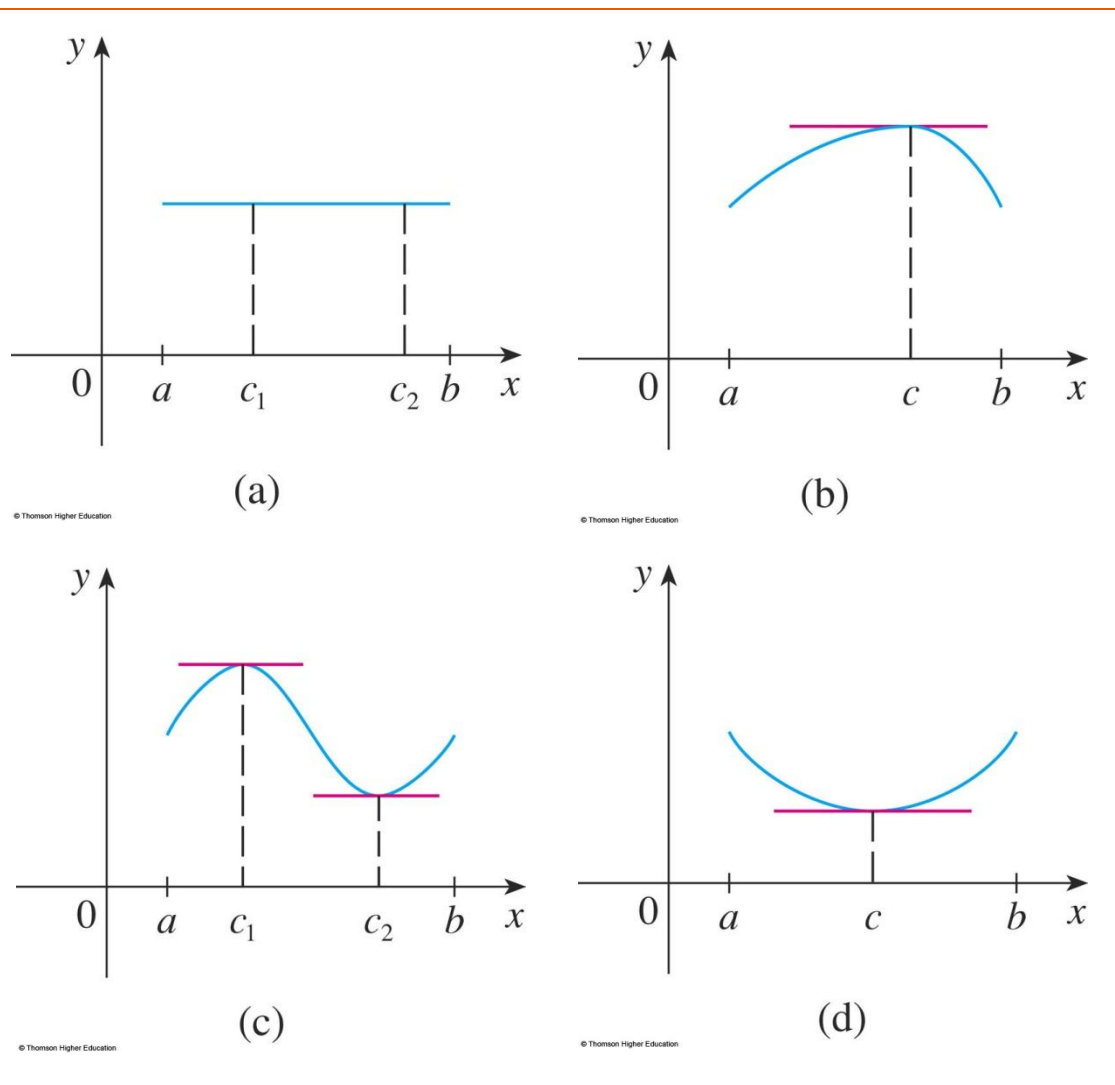 y
0 a c₁ c₂ b x
(a)
© Thomson Higher Education
y
0 a c b x
(b)
© Thomson Higher Education
y
0 a c₁ c₂ b x
(c)
© Thomson Higher Education
y
0 a c b x
(d)
© Thomson Higher Education